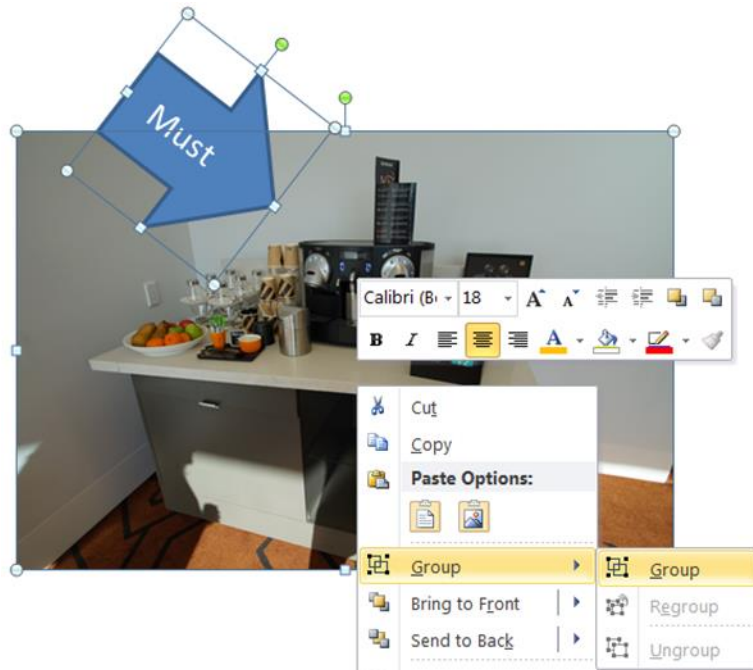 Must
Calibri (B
18
A A
B I A
Cut
Copy
Paste Options:
Group
Group
Bring to Front
Regroup
Send to Back
Ungroup